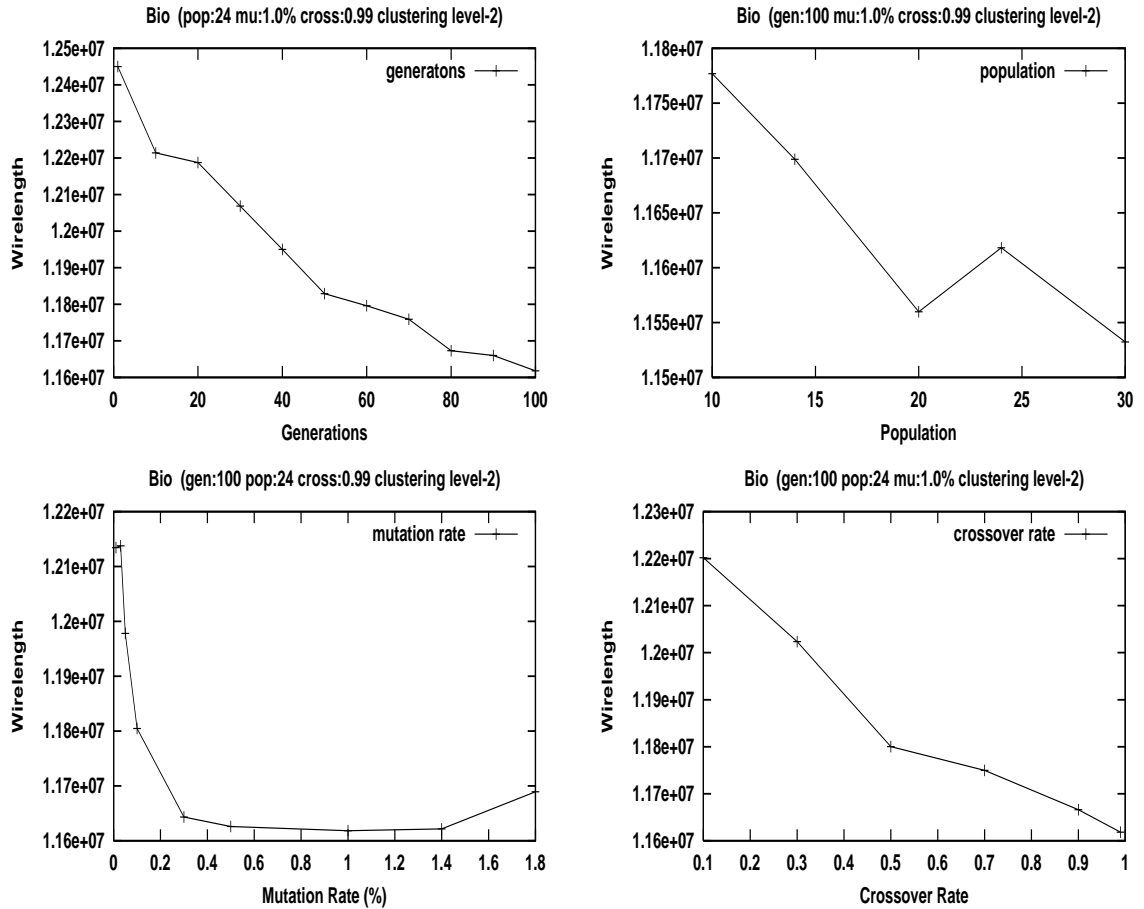 Bio (pop:24 mu:1.0% cross:0.99 clustering level-2)
1.25e+07
1.24e+07
1.23e+07
1.22e+07
1.21e+07
1.2e+07
1.19e+07
1.18e+07
1.17e+07
1.16e+07
Wirelength
generatons
0 20 40 60 80 100
Generations
Bio (gen:100 mu:1.0% cross:0.99 clustering level-2)
1.18e+07
1.175e+07
1.17e+07
1.165e+07
1.16e+07
1.155e+07
1.15e+07
Wirelength
population
10 15 20 25 30
Population
Bio (gen:100 pop:24 cross:0.99 clustering level-2)
1.22e+07
1.21e+07
1.2e+07
1.19e+07
1.18e+07
1.17e+07
1.16e+07
Wirelength
mutation rate
0 0.2 0.4 0.6 0.8 1 1.2 1.4 1.6 1.8
Mutation Rate (%)
Bio (gen:100 pop:24 mu:1.0% clustering level-2)
1.23e+07
1.22e+07
1.21e+07
1.2e+07
1.19e+07
1.18e+07
1.17e+07
1.16e+07
Wirelength
crossover rate
0.1 0.2 0.3 0.4 0.5 0.6 0.7 0.8 0.9 1
Crossover Rate